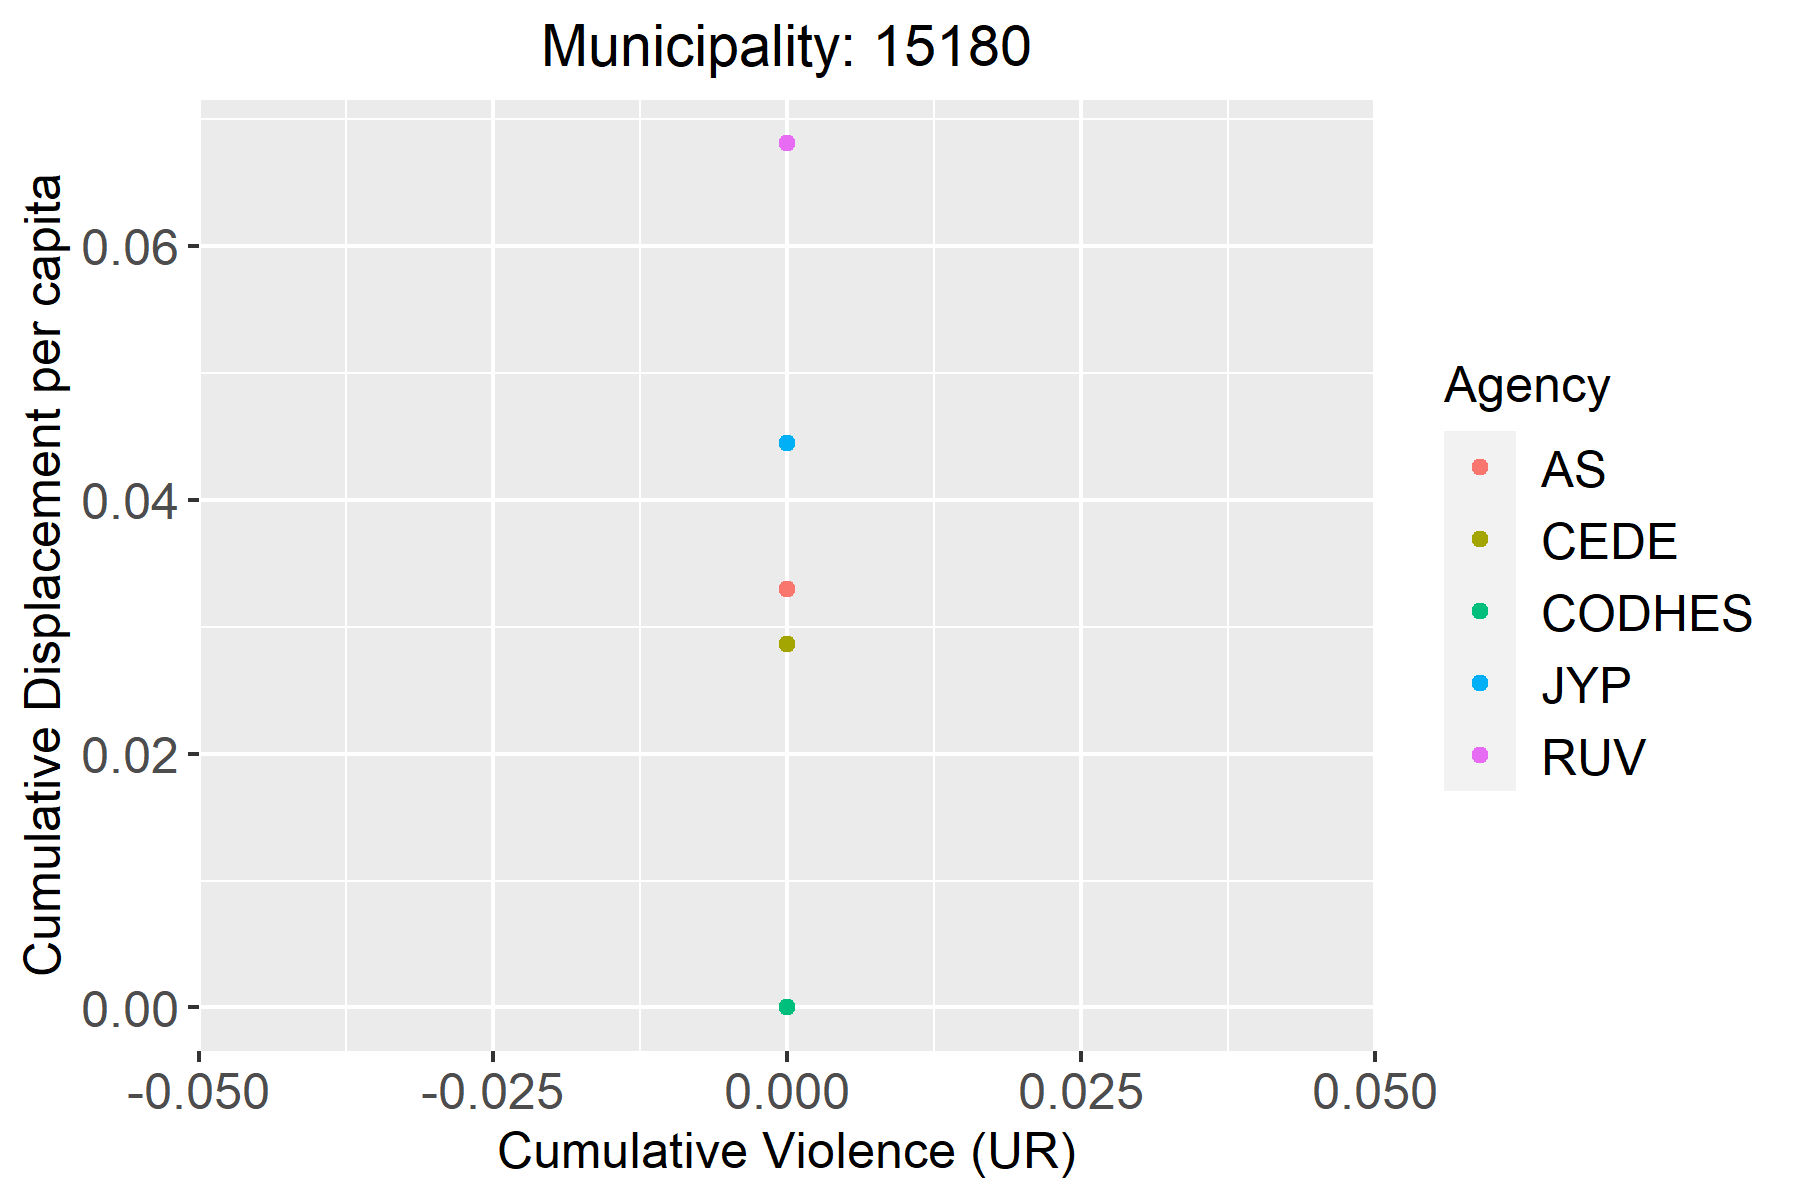 Municipality: 15180
Cumulative Displacement per capita
0.06
0.04
0.02
0.00
-0.050
-0.025
0.000
0.025
0.050
Cumulative Violence (UR)
Agency
AS
CEDE
CODHES
JYP
RUV